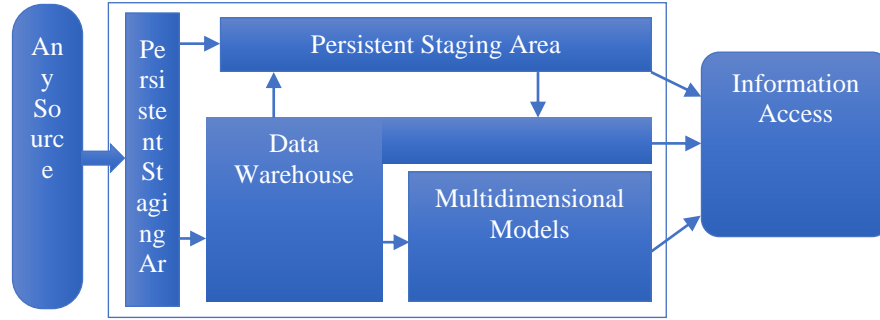 An
y
So
urc
e
Pe
rsi
ste
nt
St
agi
ng
Ar
Persistent Staging Area
Data
Warehouse
Multidimensional
Models
Information
Access